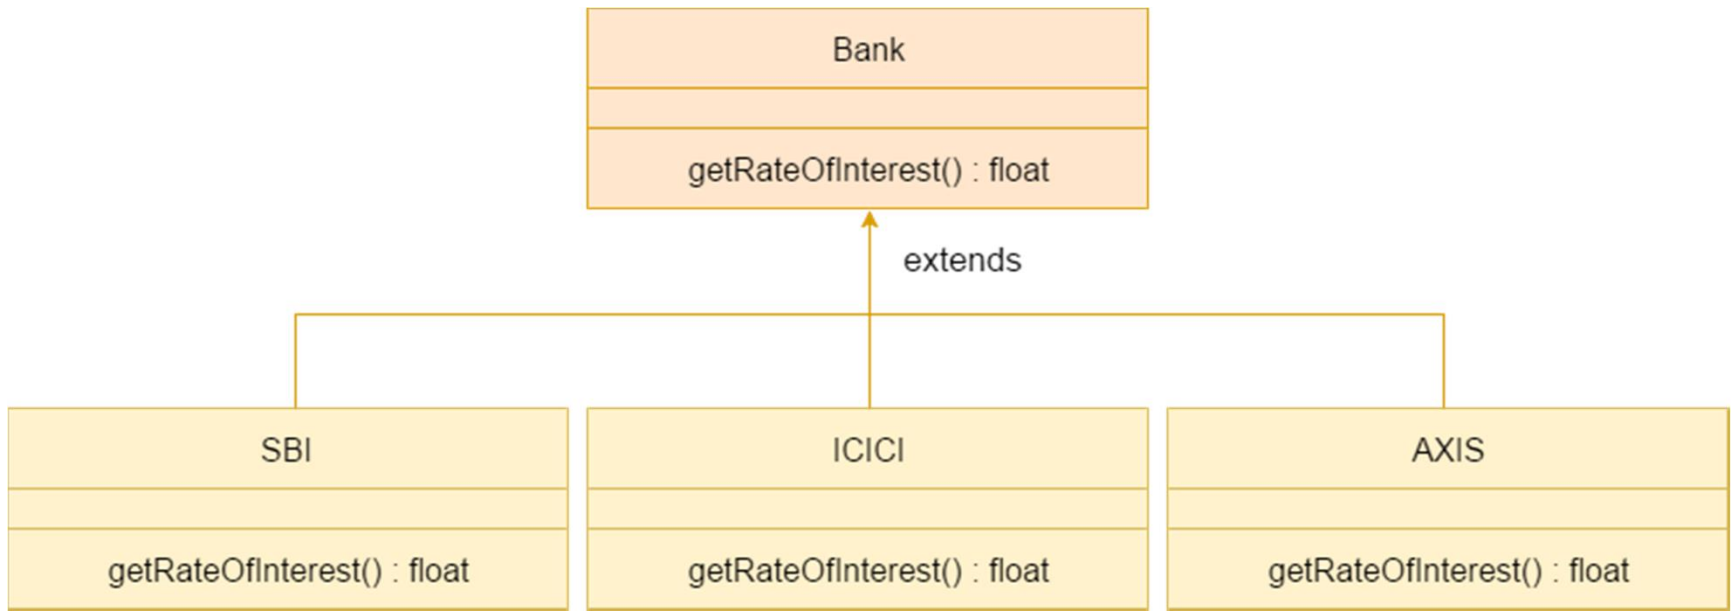 Bank
getRateOfInterest() : float
extends
SBI
ICICI
AXIS
getRateOfInterest() : float
getRateOfInterest() : float
getRateOfInterest() : float